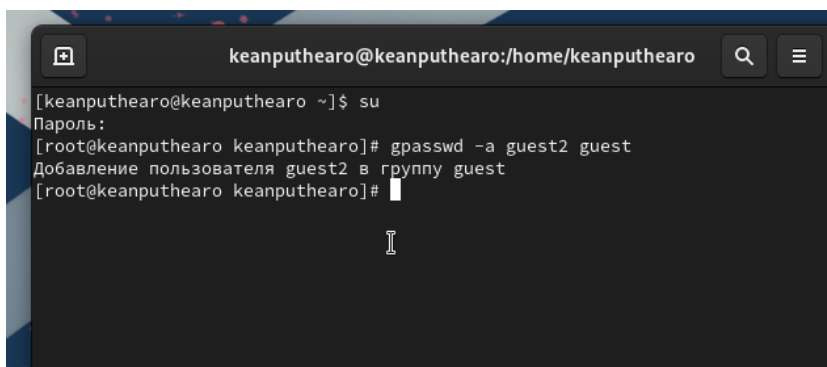 keanputhearo@keanputhearo:/home/keanputhearo
[keanputhearo@keanputhearo ~]$ su
Пароль:
[root@keanputhearo keanputhearo]# gpasswd -a guest2 guest
Добавление пользователя guest2 в группу guest
[root@keanputhearo keanputhearo]#